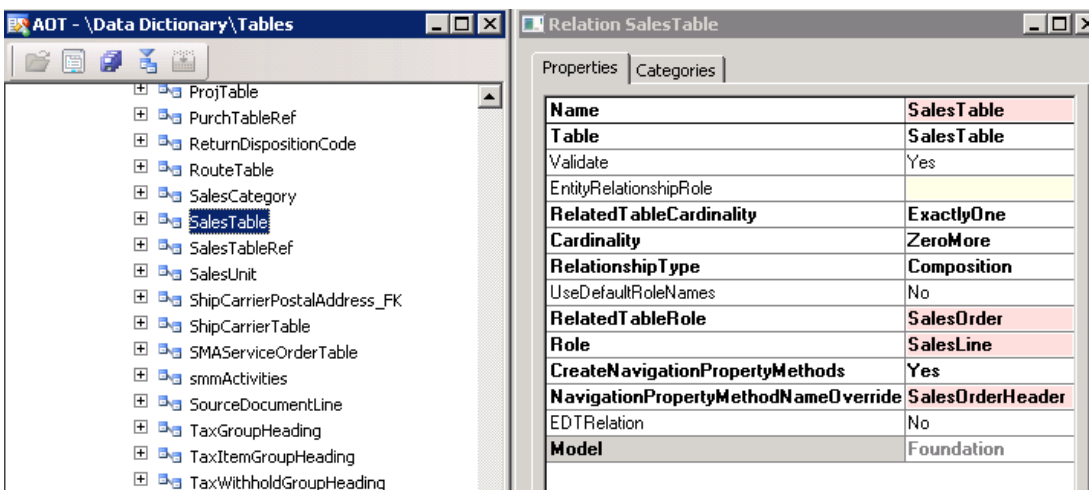 AOT - \Data Dictionary\Tables
ProjTable
PurchTableRef
ReturnDispositionCode
RouteTable
SalesCategory
SalesTable
SalesTableRef
SalesUnit
ShipCarrierPostalAddress_FK
ShipCarrierTable
SMAServiceOrderTable
smmActivities
SourceDocumentLine
TaxGroupHeading
TaxItemGroupHeading
TaxWithholdGroupHeading
Relation SalesTable
Properties Categories
Name SalesTable
Table SalesTable
Validate Yes
EntityRelationshipRole
RelatedTableCardinality ExactlyOne
Cardinality ZeroMore
RelationshipType Composition
UseDefaultRoleNames No
RelatedTableRole SalesOrder
Role SalesLine
CreateNavigationPropertyMethods Yes
NavigationPropertyMethodNameOverride SalesOrderHeader
EDTRelation No
Model Foundation